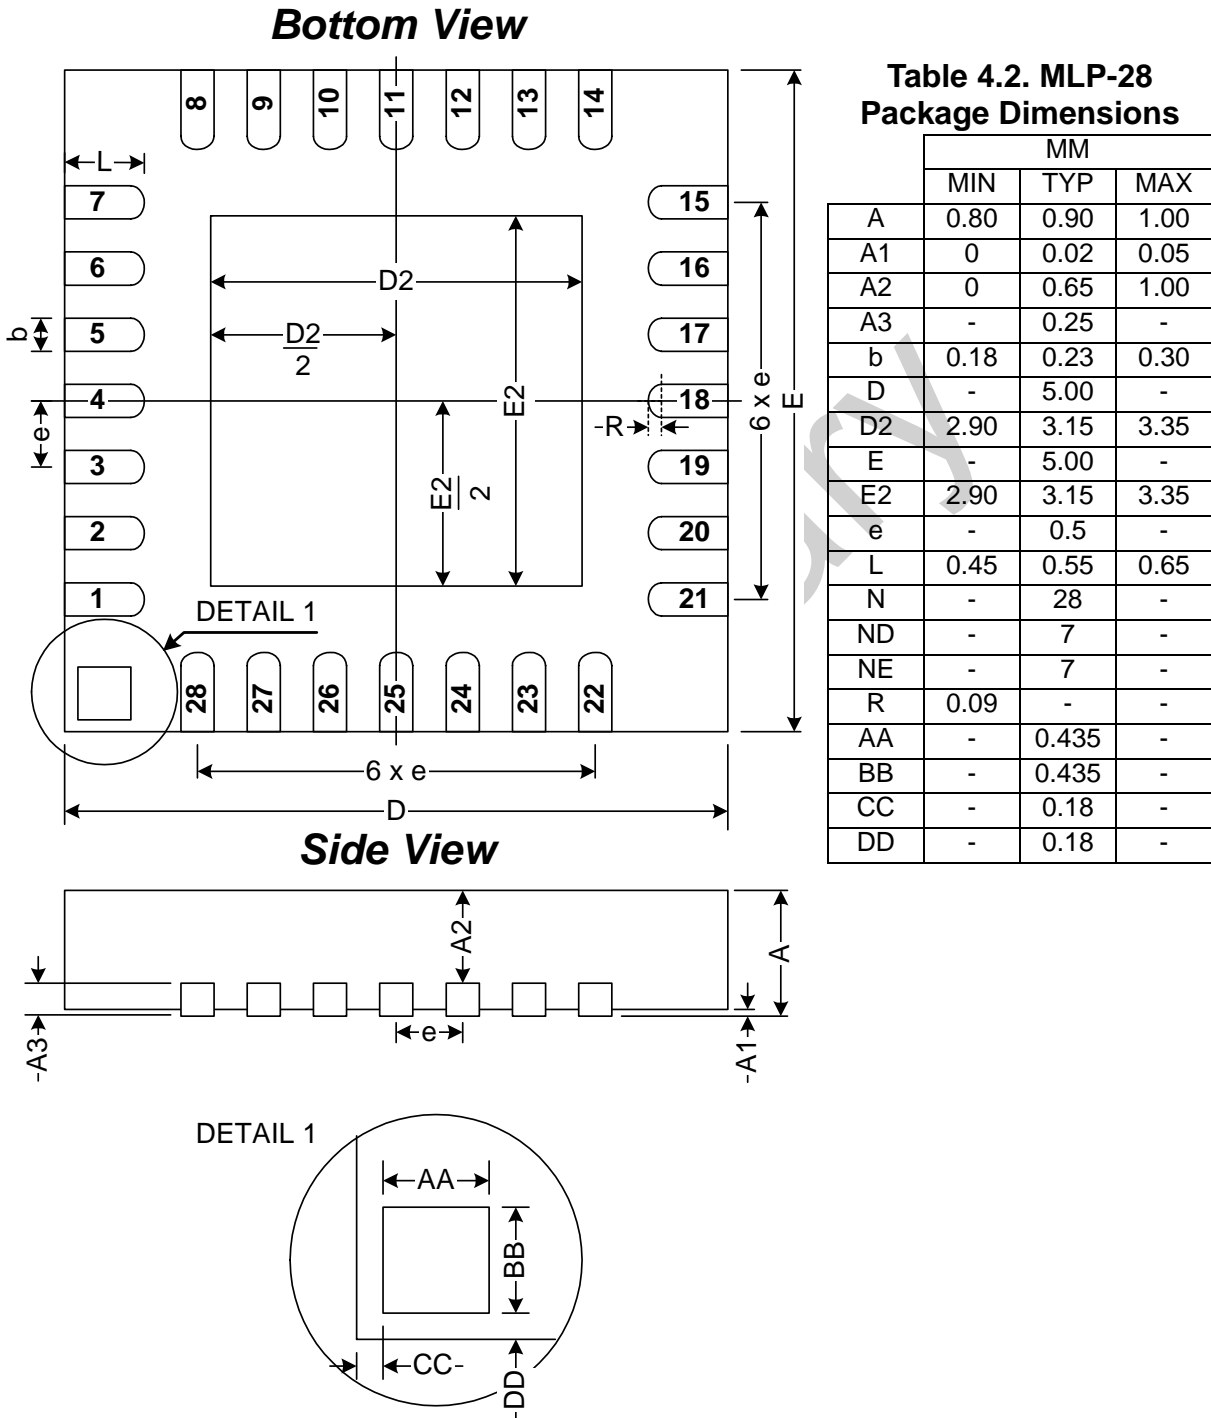 Bottom View
8 9 10 11 12 13 14
L
7 15
6 16
5 17
4 18
3 19
2 20
1 21
b
e
D2
D2
2
E2
E2
2
R
6 x e
E
DETAIL 1
28 27 26 25 24 23 22
6 x e
D
Side View
A2
A
A3
e
A1
DETAIL 1
AA
BB
CC
DD
Table 4.2. MLP-28
Package Dimensions
MM
MIN TYP MAX
A 0.80 0.90 1.00
A1 0 0.02 0.05
A2 0 0.65 1.00
A3 - 0.25 -
b 0.18 0.23 0.30
D - 5.00 -
D2 2.90 3.15 3.35
E - 5.00 -
E2 2.90 3.15 3.35
e - 0.5 -
L 0.45 0.55 0.65
N - 28 -
ND - 7 -
NE - 7 -
R 0.09 - -
AA - 0.435 -
BB - 0.435 -
CC - 0.18 -
DD - 0.18 -